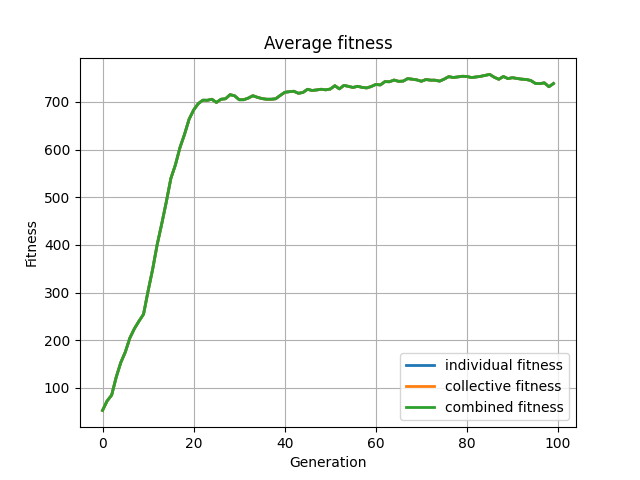 Average fitness
Fitness
700
600
500
400
300
200
100
0 20 40 60 80 100
Generation
individual fitness
collective fitness
combined fitness